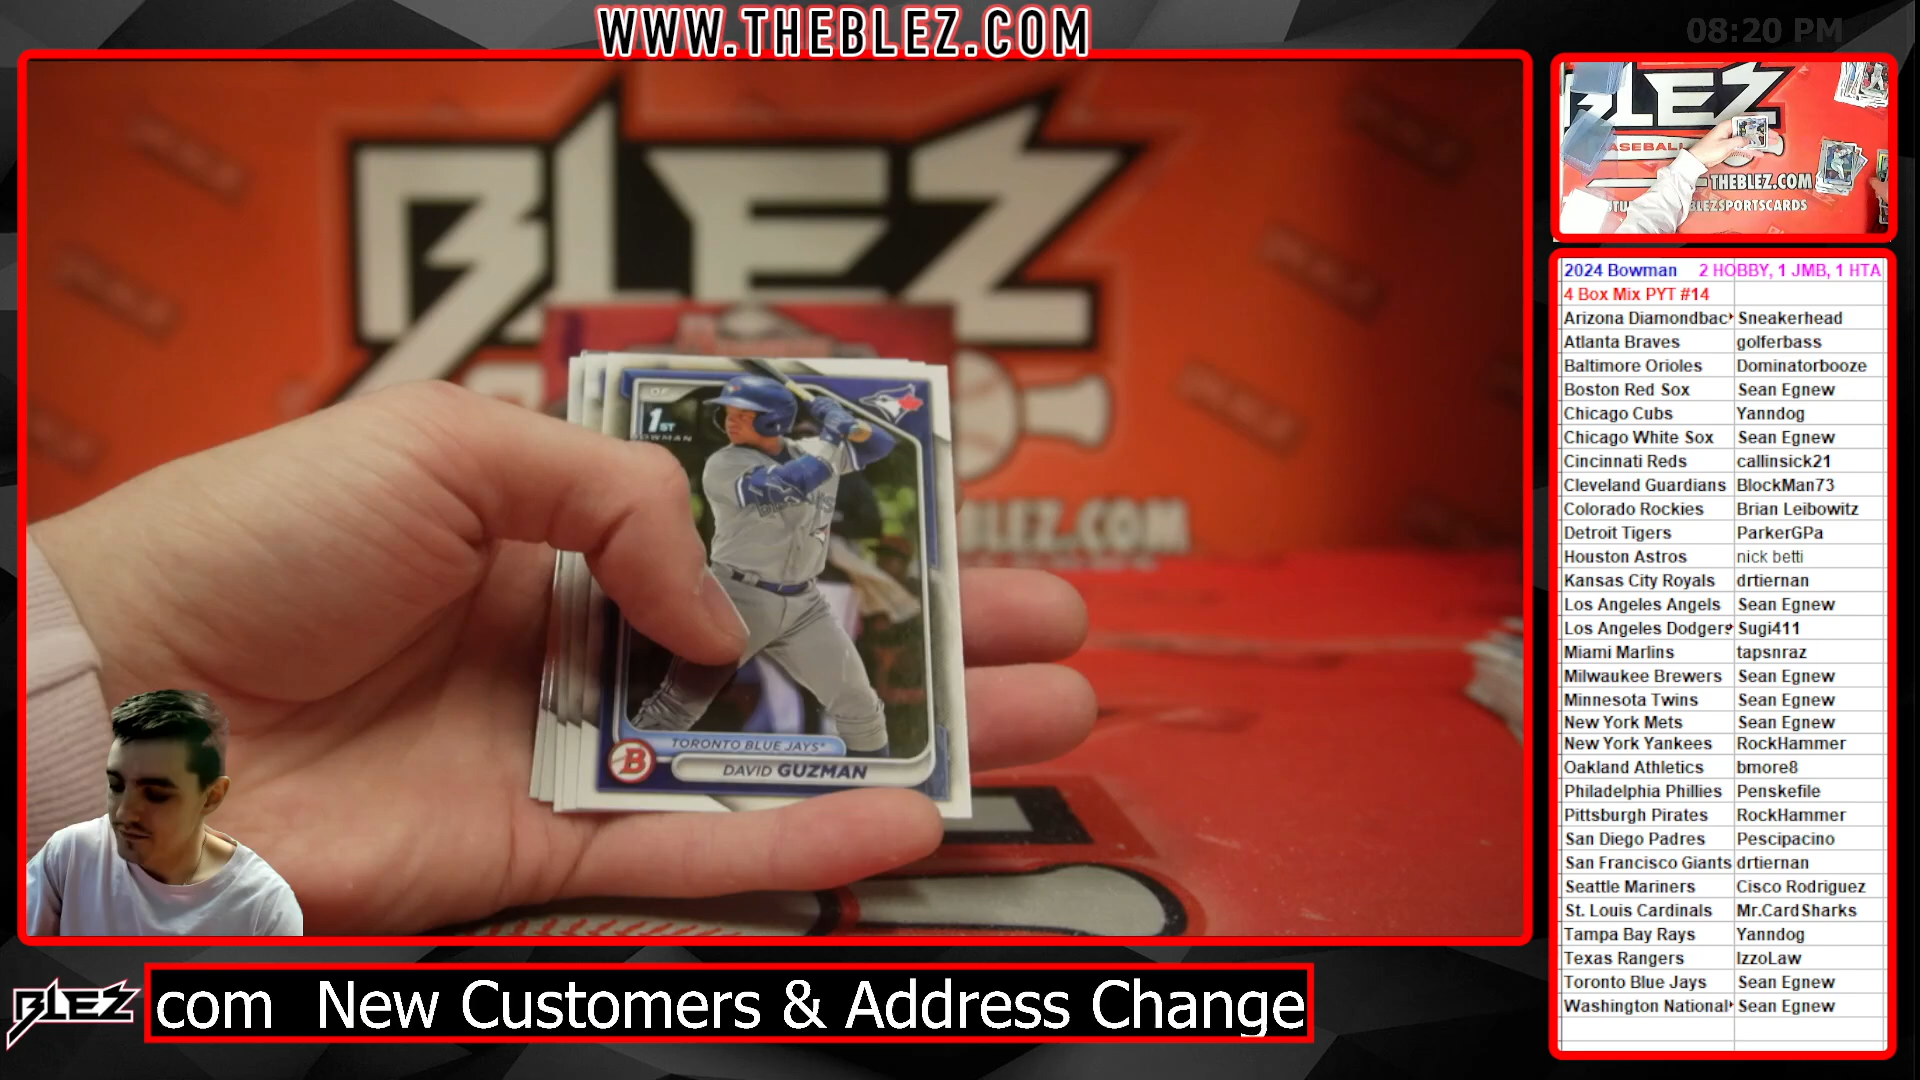 WWW.THEBLEZ.COM
08:20 PM
BLEZ
BLEZ.COM
1ST
BOWMAN
TORONTO BLUE JAYS
DAVID GUZMAN
B
BLEZ
BASEBALL
THEBLEZ.COM
BLEZSPORTSCARDS
2024 Bowman 2 HOBBY, 1 JMB, 1 HTA
4 Box Mix PYT #14
Arizona Diamondbac Sneakerhead
Atlanta Braves golferbass
Baltimore Orioles Dominatorbooze
Boston Red Sox Sean Egnew
Chicago Cubs Yanndog
Chicago White Sox Sean Egnew
Cincinnati Reds callinsick21
Cleveland Guardians BlockMan73
Colorado Rockies Brian Leibowitz
Detroit Tigers ParkerGPa
Houston Astros nick betti
Kansas City Royals drtiernan
Los Angeles Angels Sean Egnew
Los Angeles Dodgers Sugi411
Miami Marlins tapsnraz
Milwaukee Brewers Sean Egnew
Minnesota Twins Sean Egnew
New York Mets Sean Egnew
New York Yankees RockHammer
Oakland Athletics bmore8
Philadelphia Phillies Penskefile
Pittsburgh Pirates RockHammer
San Diego Padres Pescipacino
San Francisco Giants drtiernan
Seattle Mariners Cisco Rodriguez
St. Louis Cardinals Mr.CardSharks
Tampa Bay Rays Yanndog
Texas Rangers IzzoLaw
Toronto Blue Jays Sean Egnew
Washington National Sean Egnew
BLEZ
com New Customers & Address Change